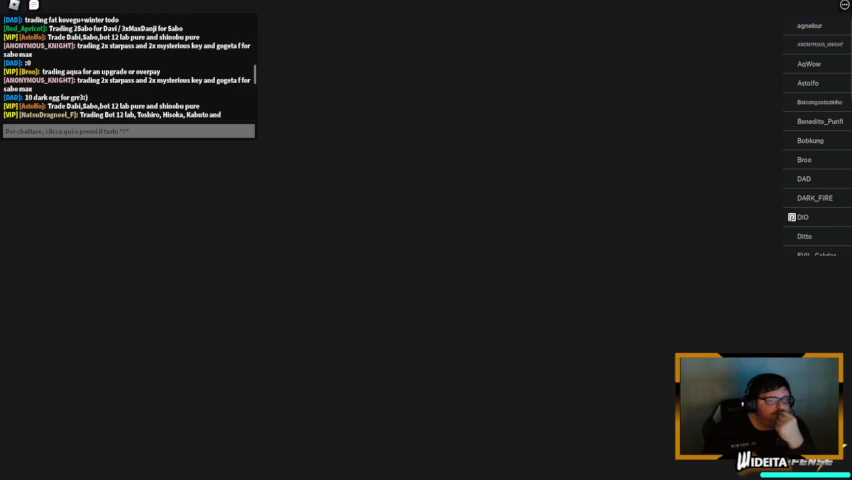 [DAD]: trading fat kovegu+winter todo
[Red_Apricot]: Trading 2Sabo for Davi / 3xMaxDanji for Sabo
[VIP] [Astolfo]: Trade Dabi,Sabo,bot 12 lab pure and shinobu pure
[ANONYMOUS_KNIGHT]: trading 2x starpass and 2x mysterious key and gogeta f for
sabo max
[DAD]: :0
[VIP] [Broo]: trading aqua for an upgrade or overpay
[ANONYMOUS_KNIGHT]: trading 2x starpass and 2x mysterious key and gogeta f for
sabo max
[DAD]: 10 dark egg for grr3:)
[VIP] [Astolfo]: Trade Dabi,Sabo,bot 12 lab pure and shinobu pure
[VIP] [NatsuDragneel_F]: Trading Bot 12 lab, Toshiro, Hisoka, Kabuto and
Per chattare, clicca qui o premi il tasto "/"
agnebur
ANONYMOUS_KNIGHT
AqWow
Astolfo
Benedito_Purifi
Bobkung
Broo
DAD
DARK_FIRE
DIO
Ditto
WIDEITA